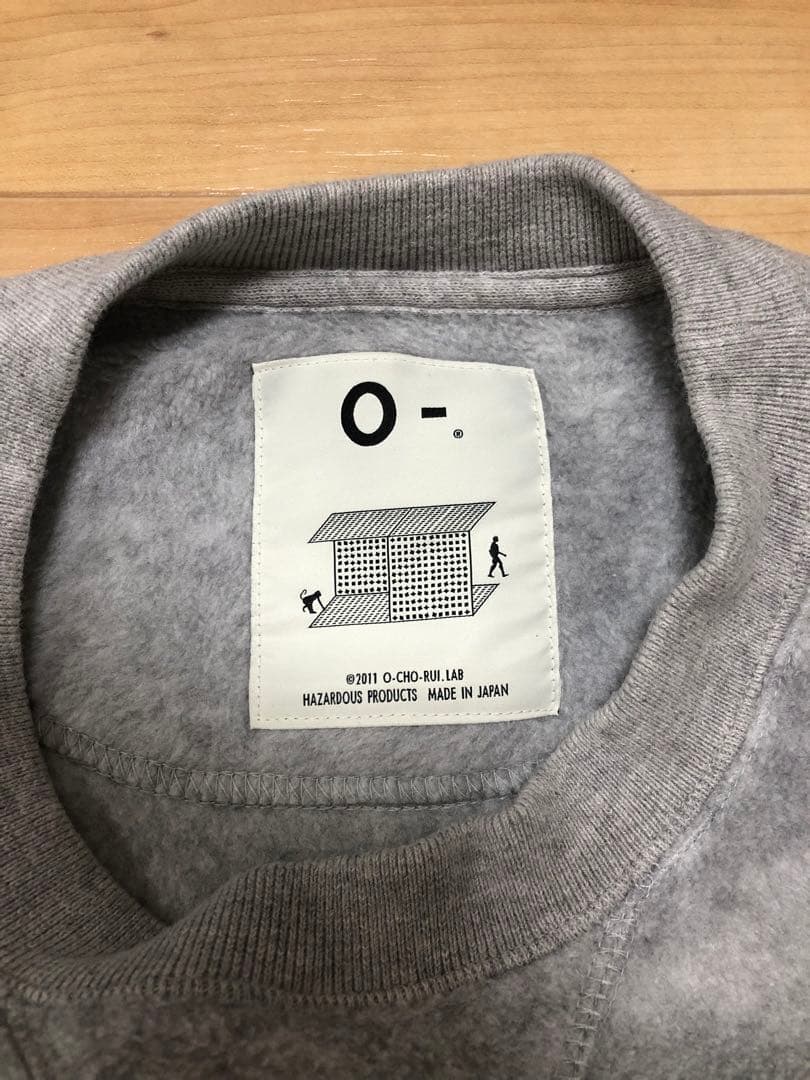 O -®
©2011 O-CHO-RUI.LAB
HAZARDOUS PRODUCTS MADE IN JAPAN